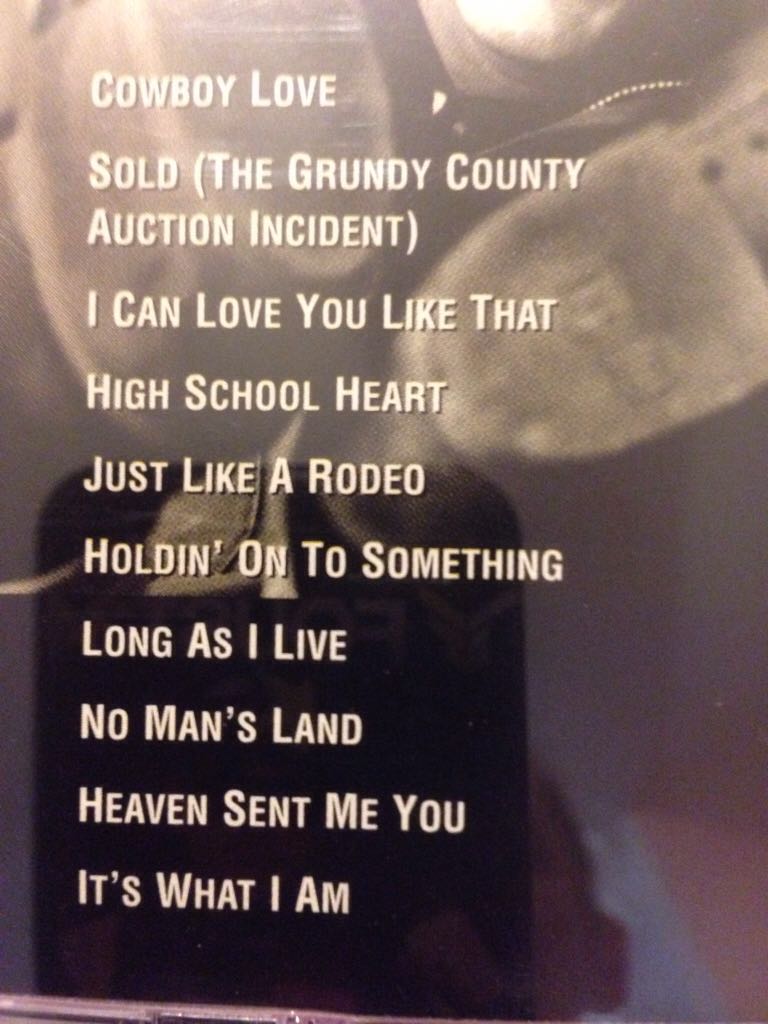 COWBOY LOVE
SOLD (THE GRUNDY COUNTY
AUCTION INCIDENT)
I CAN LOVE YOU LIKE THAT
HIGH SCHOOL HEART
JUST LIKE A RODEO
HOLDIN' ON TO SOMETHING
LONG AS I LIVE
NO MAN'S LAND
HEAVEN SENT ME YOU
IT'S WHAT I AM